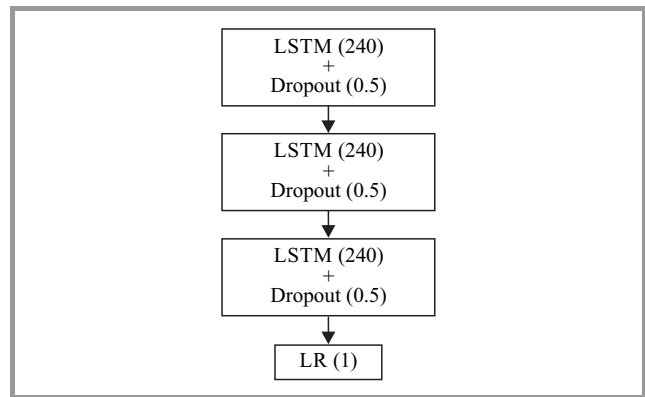 LSTM (240)
+
Dropout (0.5)
LSTM (240)
+
Dropout (0.5)
LSTM (240)
+
Dropout (0.5)
LR (1)